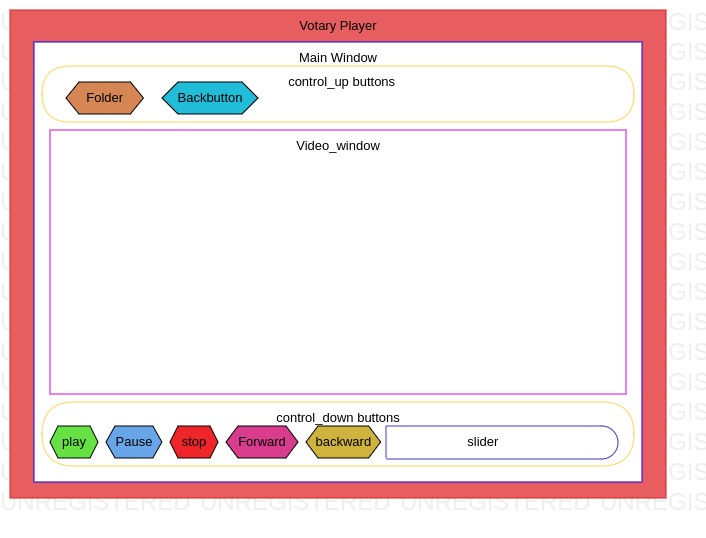 Votary Player
Main Window
control_up buttons
Folder Backbutton
Video_window
control_down buttons
play Pause stop Forward backward slider
UNREGISTERED UNREGISTERED UNREGISTERED UNREGIS